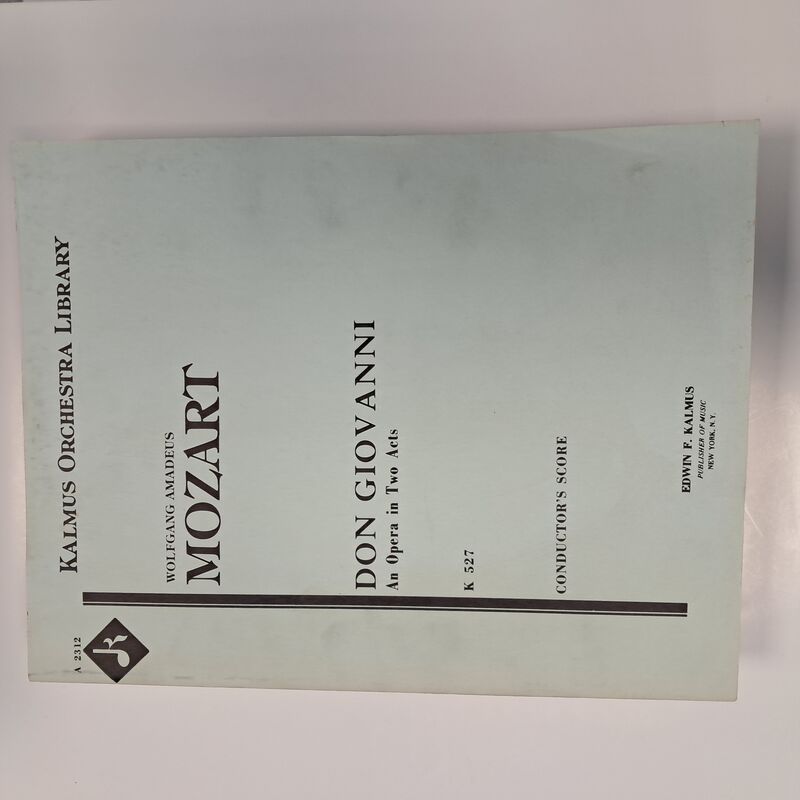 A 2312
KALMUS ORCHESTRA LIBRARY
WOLFGANG AMADEUS
MOZART
DON GIOVANNI
An Opera in Two Acts
K 527
CONDUCTOR'S SCORE
EDWIN F. KALMUS
PUBLISHER OF MUSIC
NEW YORK, N.Y.